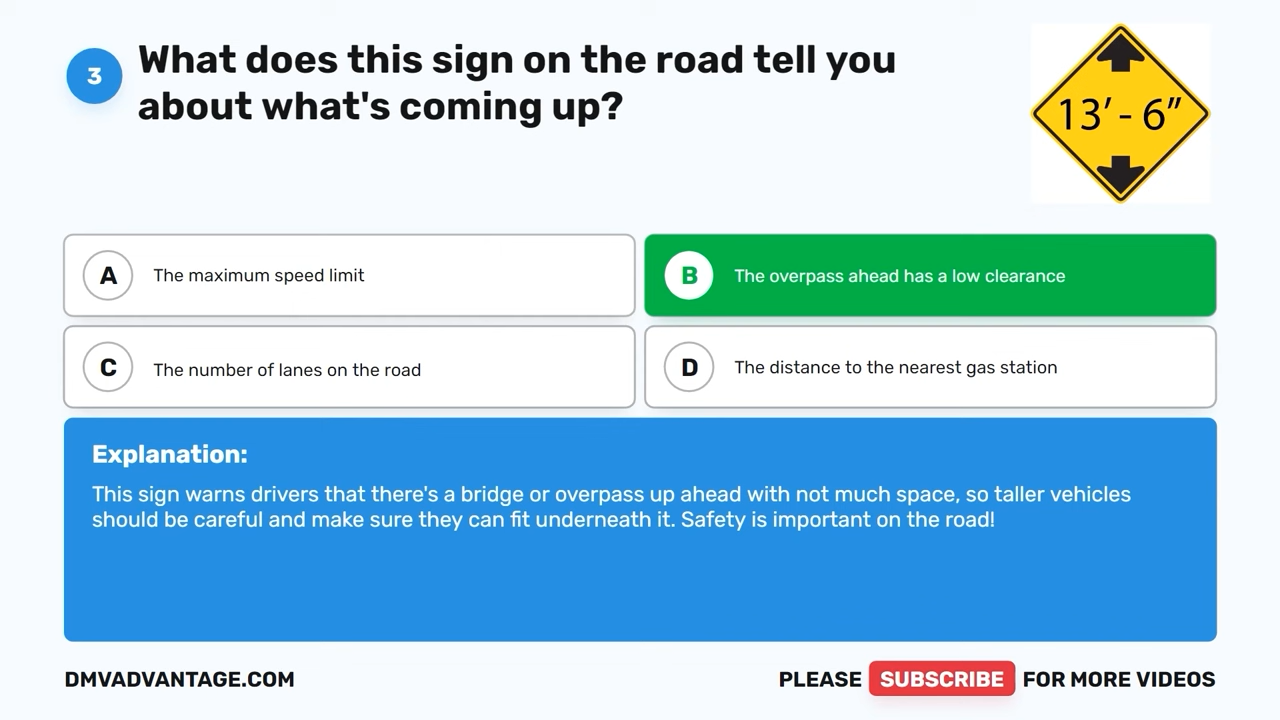 3
What does this sign on the road tell you
about what's coming up?
13' - 6"
A The maximum speed limit
B The overpass ahead has a low clearance
C The number of lanes on the road
D The distance to the nearest gas station
Explanation:
This sign warns drivers that there's a bridge or overpass up ahead with not much space, so taller vehicles
should be careful and make sure they can fit underneath it. Safety is important on the road!
DMVADVANTAGE.COM
PLEASE SUBSCRIBE FOR MORE VIDEOS